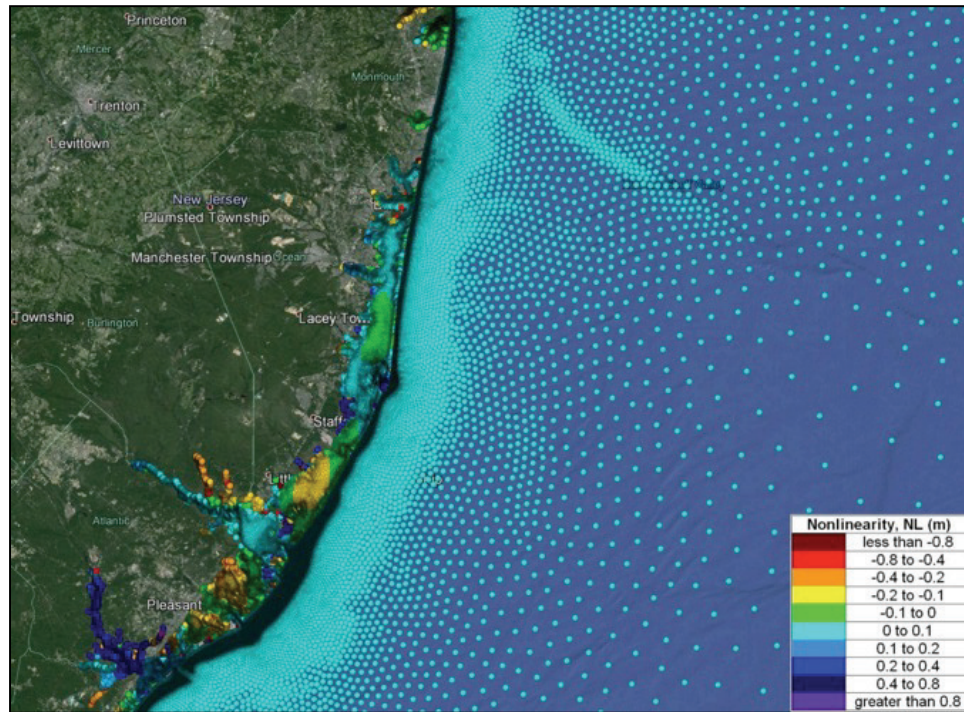 Princeton
Mercer
Monmouth
Trenton
Levittown
New Jersey
Plumsted Township
Manchester Township
Ocean
Township
Burlington
Lacey Tow
Staff
Littl
Atlantic
Pleasant
Nonlinearity, NL (m)
less than -0.8
-0.8 to -0.4
-0.4 to -0.2
-0.2 to -0.1
-0.1 to 0
0 to 0.1
0.1 to 0.2
0.2 to 0.4
0.4 to 0.8
greater than 0.8